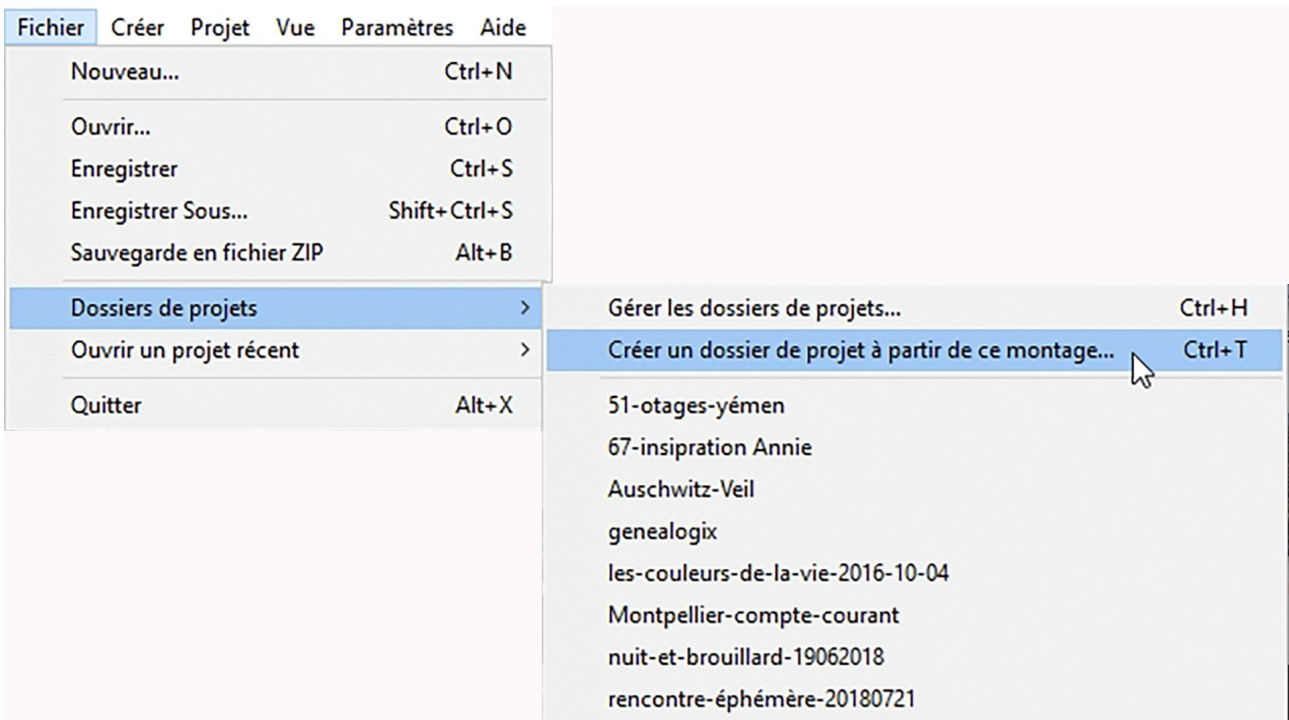 Fichier Créer Projet Vue Paramètres Aide
Nouveau... Ctrl+N
Ouvrir... Ctrl+O
Enregistrer Ctrl+S
Enregistrer Sous... Shift+Ctrl+S
Sauvegarde en fichier ZIP Alt+B
Dossiers de projets >
Ouvrir un projet récent >
Quitter Alt+X
Gérer les dossiers de projets... Ctrl+H
Créer un dossier de projet à partir de ce montage... Ctrl+T
51-otages-yémen
67-insipration Annie
Auschwitz-Veil
genealogix
les-couleurs-de-la-vie-2016-10-04
Montpellier-compte-courant
nuit-et-brouillard-19062018
rencontre-éphémère-20180721